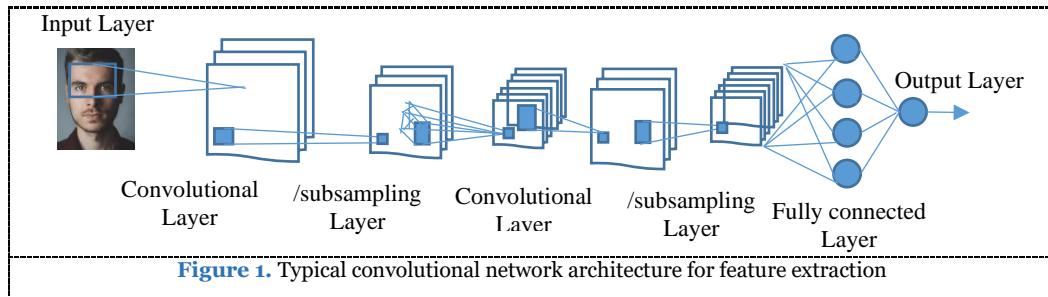 Input Layer
Output Layer
Convolutional
Layer
/subsampling
Layer
Convolutional
Layer
/subsampling
Layer
Fully connected
Layer
Figure 1. Typical convolutional network architecture for feature extraction